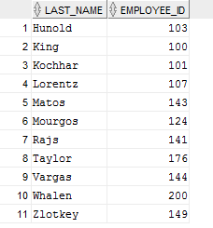 LAST_NAME EMPLOYEE_ID
1 Hunold 103
2 King 100
3 Kochhar 101
4 Lorentz 107
5 Matos 143
6 Mourgos 124
7 Rajs 141
8 Taylor 176
9 Vargas 144
10 Whalen 200
11 Zlotkey 149